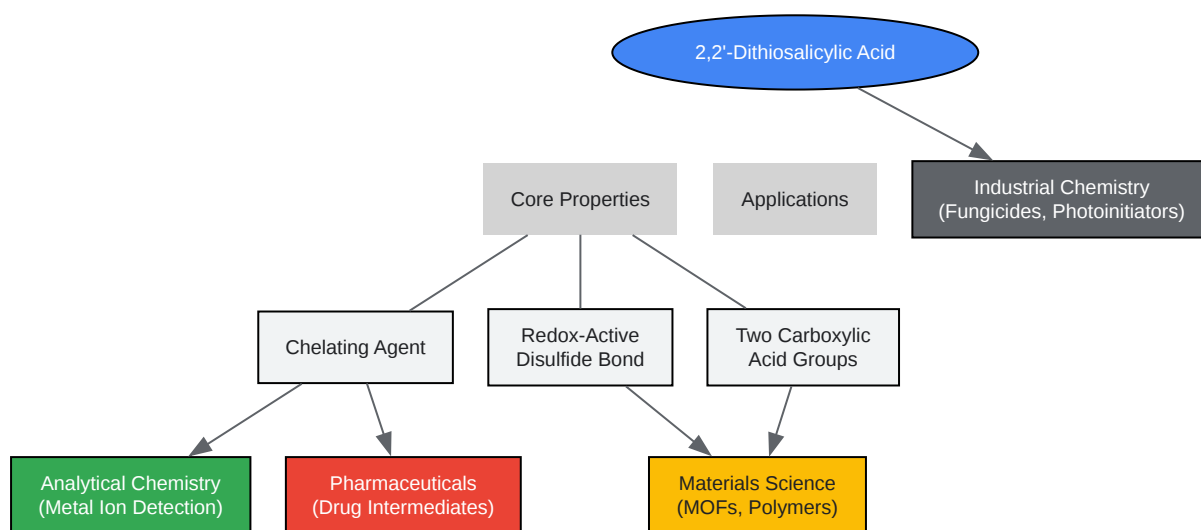 2,2'-Dithiosalicylic Acid
Core Properties
Applications
Industrial Chemistry
(Fungicides, Photoinitiators)
Chelating Agent
Redox-Active
Disulfide Bond
Two Carboxylic
Acid Groups
Analytical Chemistry
(Metal Ion Detection)
Pharmaceuticals
(Drug Intermediates)
Materials Science
(MOFs, Polymers)